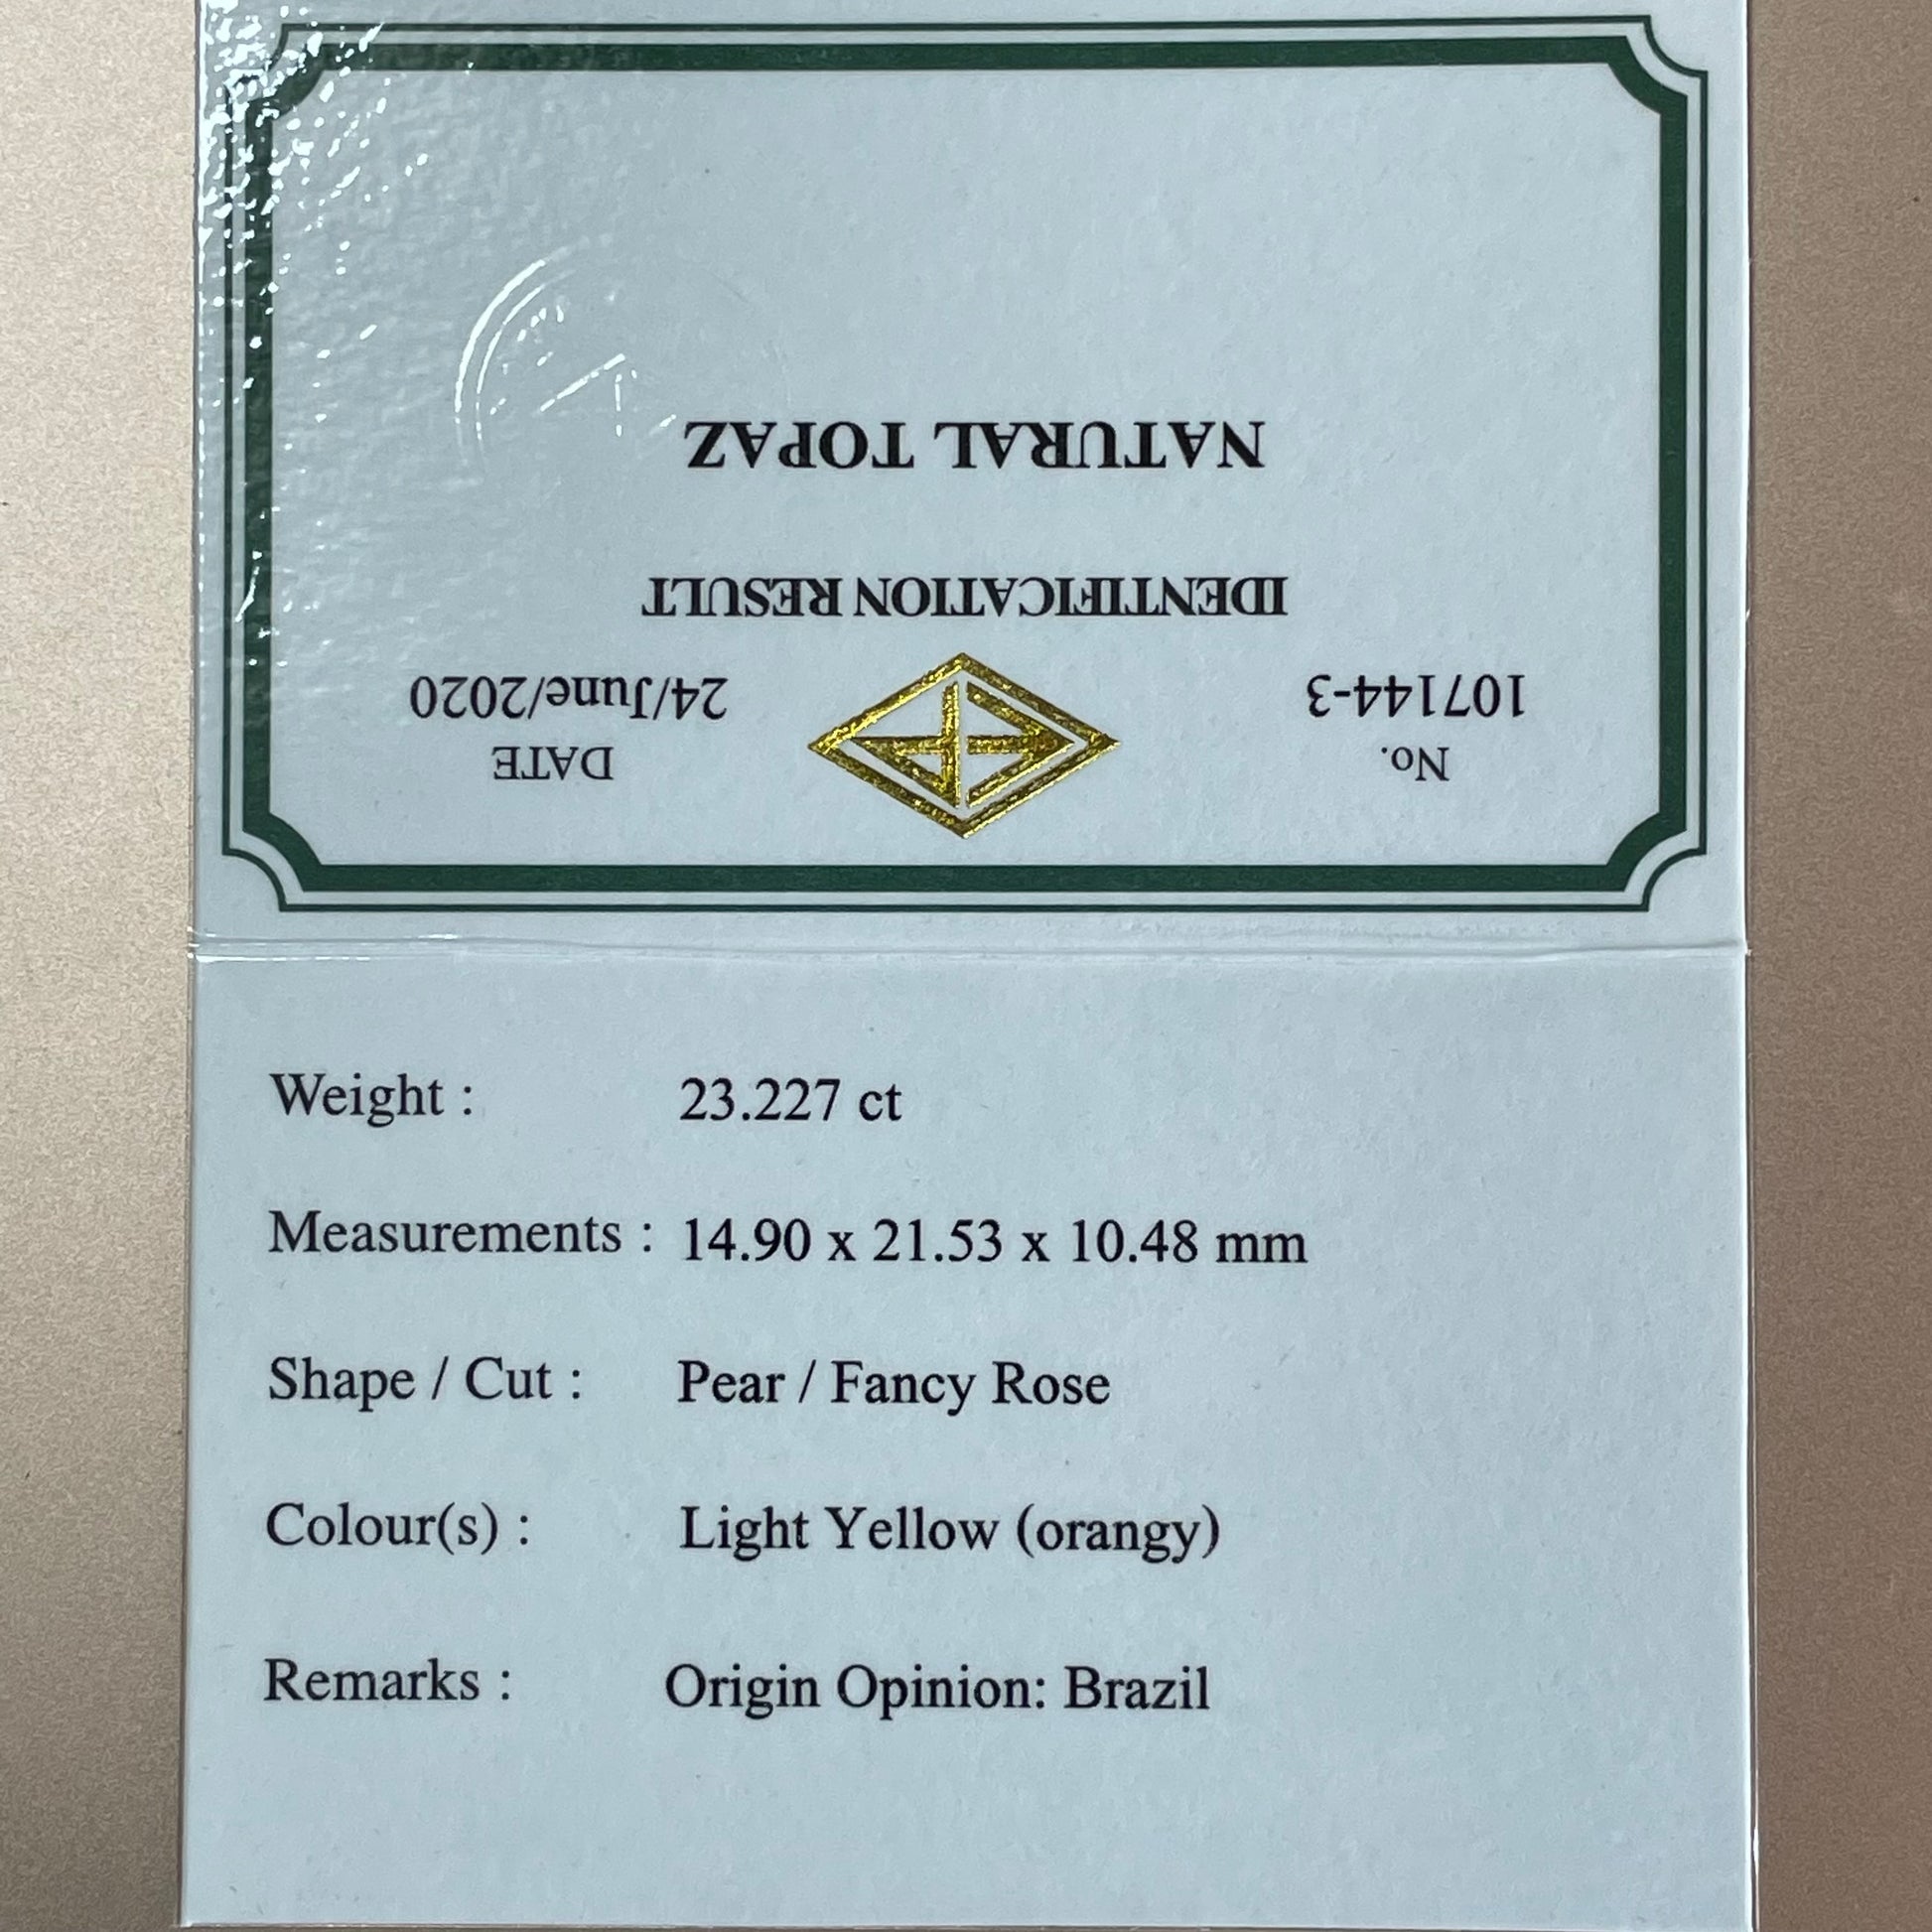 No.
DATE
107144-3
24/June/2020
IDENTIFICATION RESULT
NATURAL TOPAZ
Weight : 23.227 ct
Measurements : 14.90 x 21.53 x 10.48 mm
Shape / Cut : Pear / Fancy Rose
Colour(s) : Light Yellow (orangy)
Remarks : Origin Opinion: Brazil